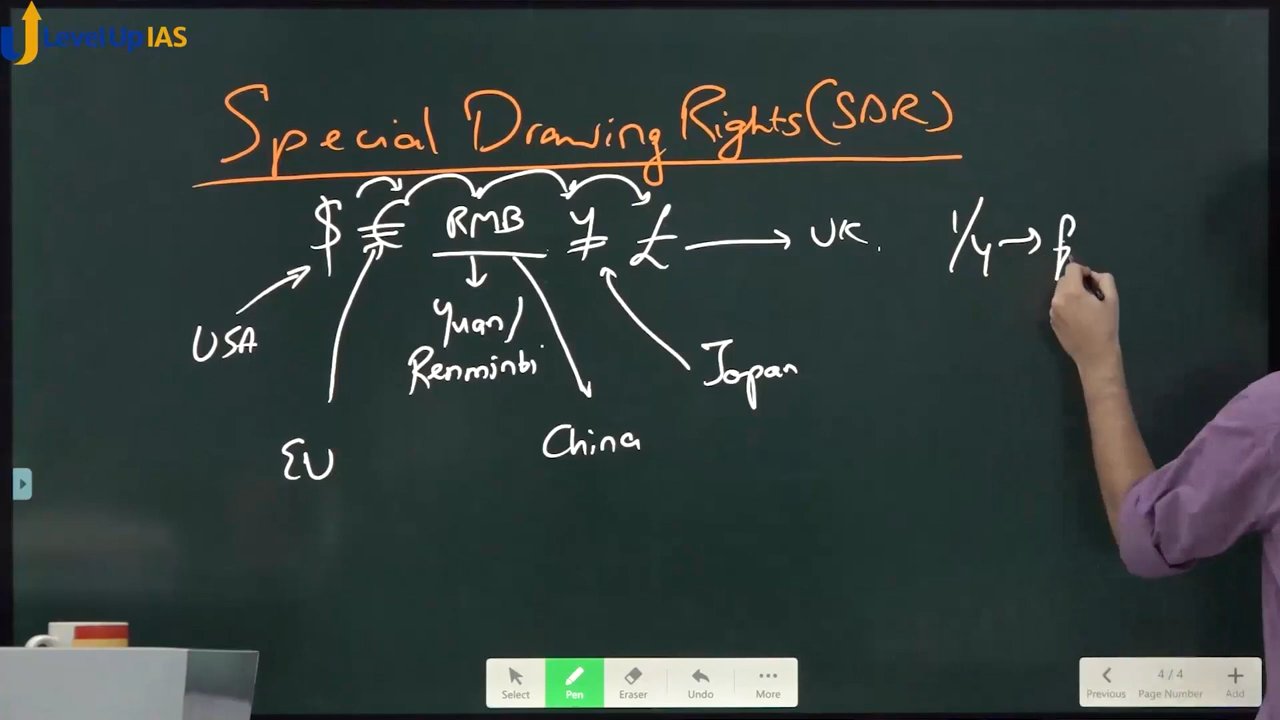 LevelUp IAS
Special Drawing Rights (SDR)
$ € RMB ¥ £ → UK. 1/4 →
USA
Yuan/
Renminbi
Japan
EU
China
Select Pen Eraser Undo More
4/4
Previous Page Number Add